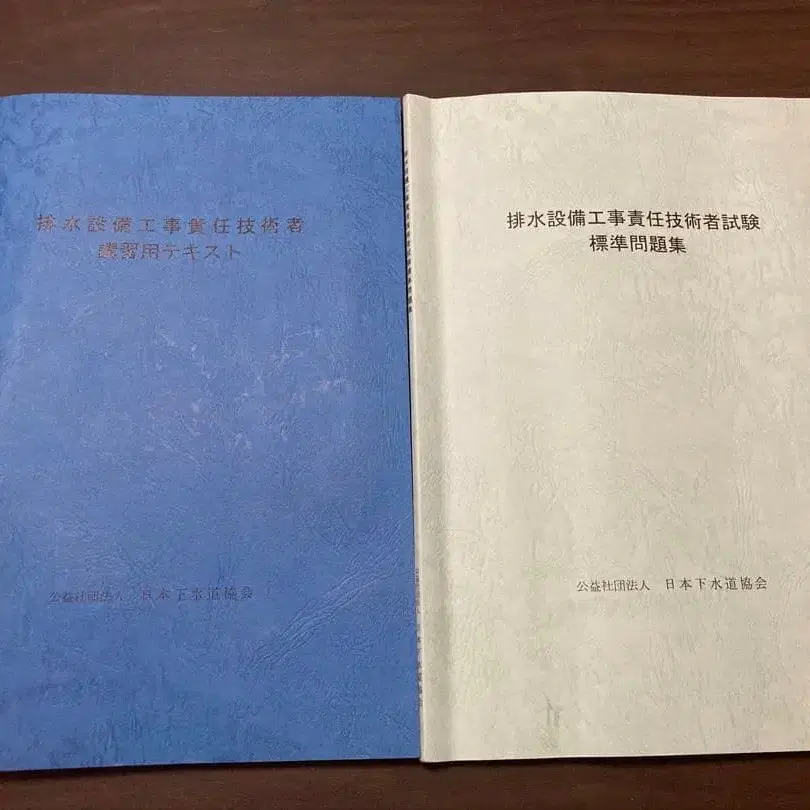 排水設備工事責任技術者
講習用テキスト
公益社団法人 日本下水道協会
排水設備工事責任技術者試験
標準問題集
公益社団法人 日本下水道協会